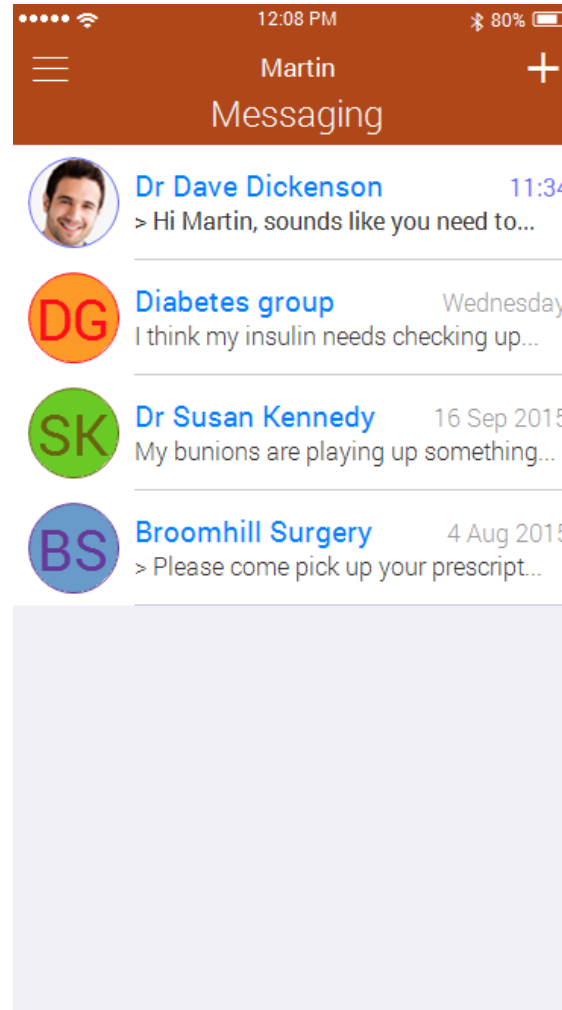 12:08 PM 80%
Martin
Messaging
Dr Dave Dickenson 11:34
> Hi Martin, sounds like you need to...
DG
Diabetes group Wednesday
I think my insulin needs checking up...
SK
Dr Susan Kennedy 16 Sep 2015
My bunions are playing up something...
BS
Broomhill Surgery 4 Aug 2015
> Please come pick up your prescript...